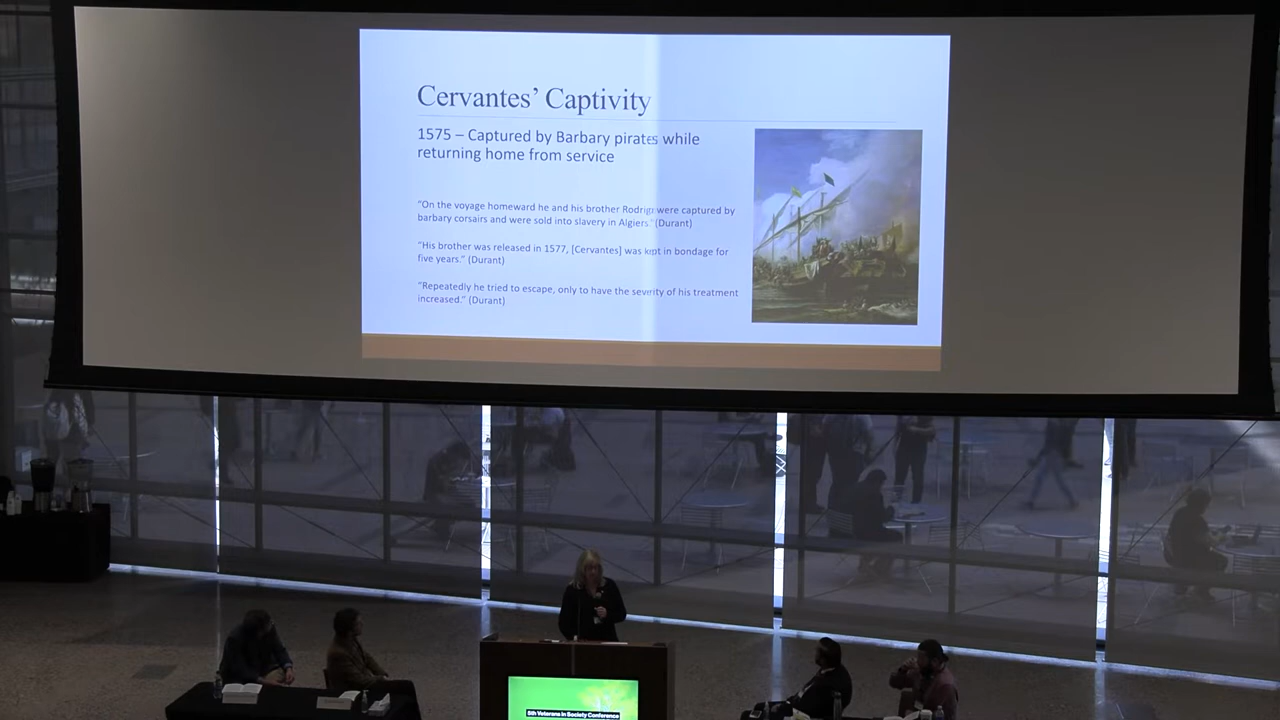 Cervantes' Captivity
1575 – Captured by Barbary pirates while
returning home from service
"On the voyage homeward he and his brother Rodrigo were captured by
barbary corsairs and were sold into slavery in Algiers." (Durant)
"His brother was released in 1577, [Cervantes] was kept in bondage for
five years." (Durant)
"Repeatedly he tried to escape, only to have the severity of his treatment
increased." (Durant)
5th Veterans in Society Conference